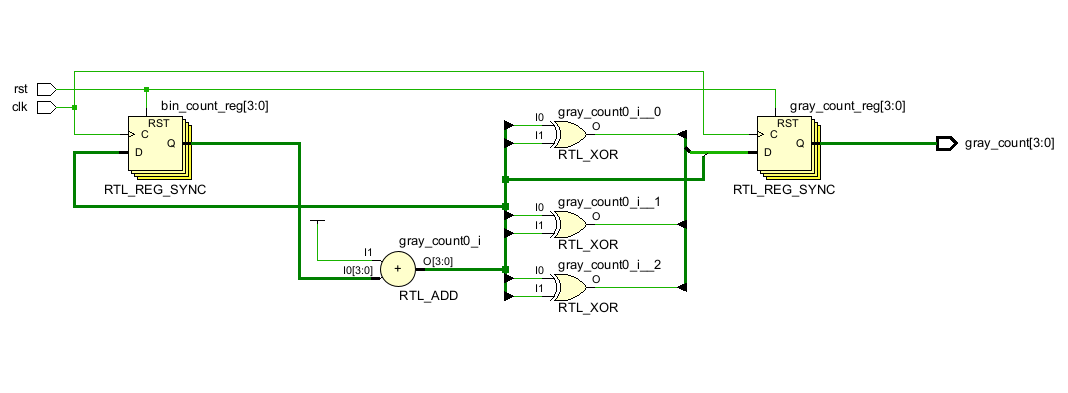 rst
clk
bin_count_reg[3:0]
RST
C
D
Q
RTL_REG_SYNC
I1
I0[3:0]
gray_count0_i
+
O[3:0]
RTL_ADD
gray_count0_i__0
I0
I1
O
RTL_XOR
gray_count0_i__1
I0
I1
O
RTL_XOR
gray_count0_i__2
I0
I1
O
RTL_XOR
gray_count_reg[3:0]
RST
C
D
Q
RTL_REG_SYNC
gray_count[3:0]